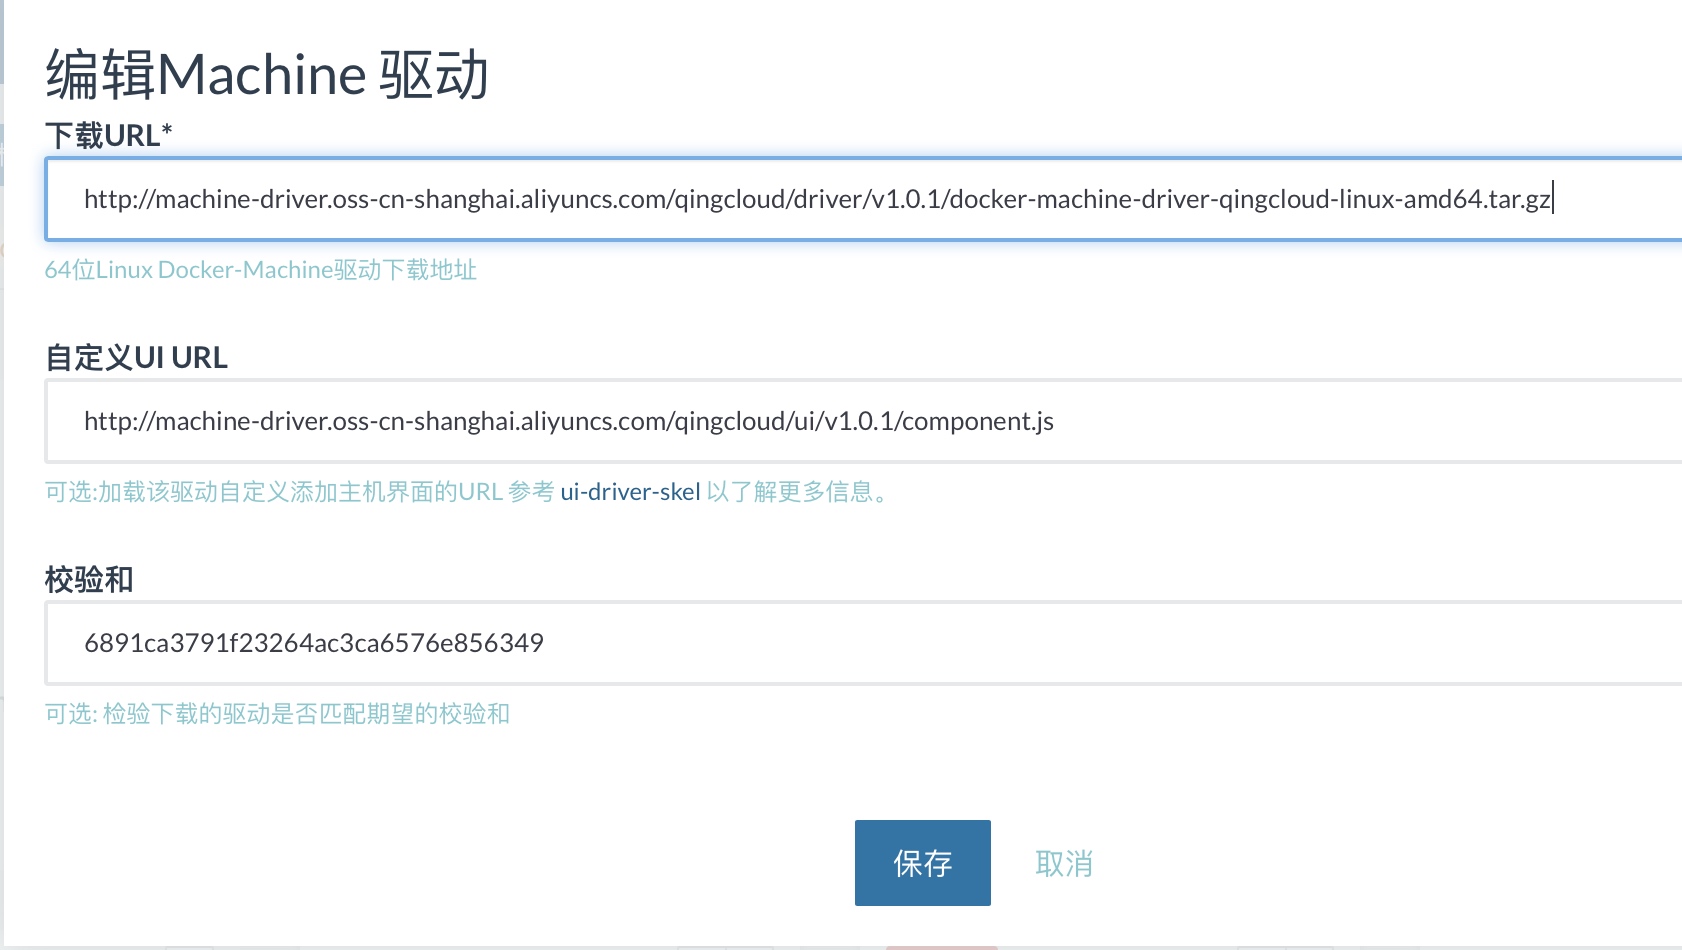 编辑Machine 驱动
下载URL*
http://machine-driver.oss-cn-shanghai.aliyuncs.com/qingcloud/driver/v1.0.1/docker-machine-driver-qingcloud-linux-amd64.tar.gz
64位Linux Docker-Machine驱动下载地址
自定义UI URL
http://machine-driver.oss-cn-shanghai.aliyuncs.com/qingcloud/ui/v1.0.1/component.js
可选:加载该驱动自定义添加主机界面的URL 参考 ui-driver-skel 以了解更多信息。
校验和
6891ca3791f23264ac3ca6576e856349
可选: 检验下载的驱动是否匹配期望的校验和
保存 取消